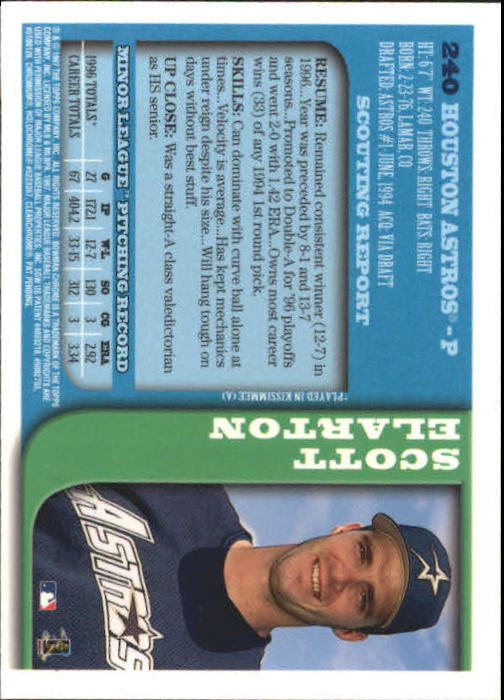 240 HOUSTON ASTROS® - P
HT: 6'7" WT: 240 THROWS: RIGHT BATS: RIGHT
BORN: 2-23-76 LAMAR, CO
DRAFTED: ASTROS #1-JUNE, 1994 ACQ: VIA DRAFT
SCOUTING REPORT
RESUME: Remained consistent winner (12-7) in
1996...Year was preceded by 8-1 and 13-7
seasons...Promoted to Double-A for '96 playoffs
and went 2-0 with 1.42 ERA...Owns most career
wins (33) of any 1994 1st round pick.
SKILLS: Can dominate with curve ball alone at
times...Velocity is average...Has kept mechanics
under reign despite his size...Will hang tough on
days without best stuff.
UP CLOSE: Was a straight-A class valedictorian
as HS senior.
*PLAYED IN KISSIMMEE (A)
MINOR LEAGUE™ PITCHING RECORD
G IP W-L SO CG ERA
1996 TOTALS* 27 172.1 12-7 130 3 2.92
CAREER TOTALS 67 404.2 33-15 312 3 3.34
SCOTT
ELARTON
ASTROS